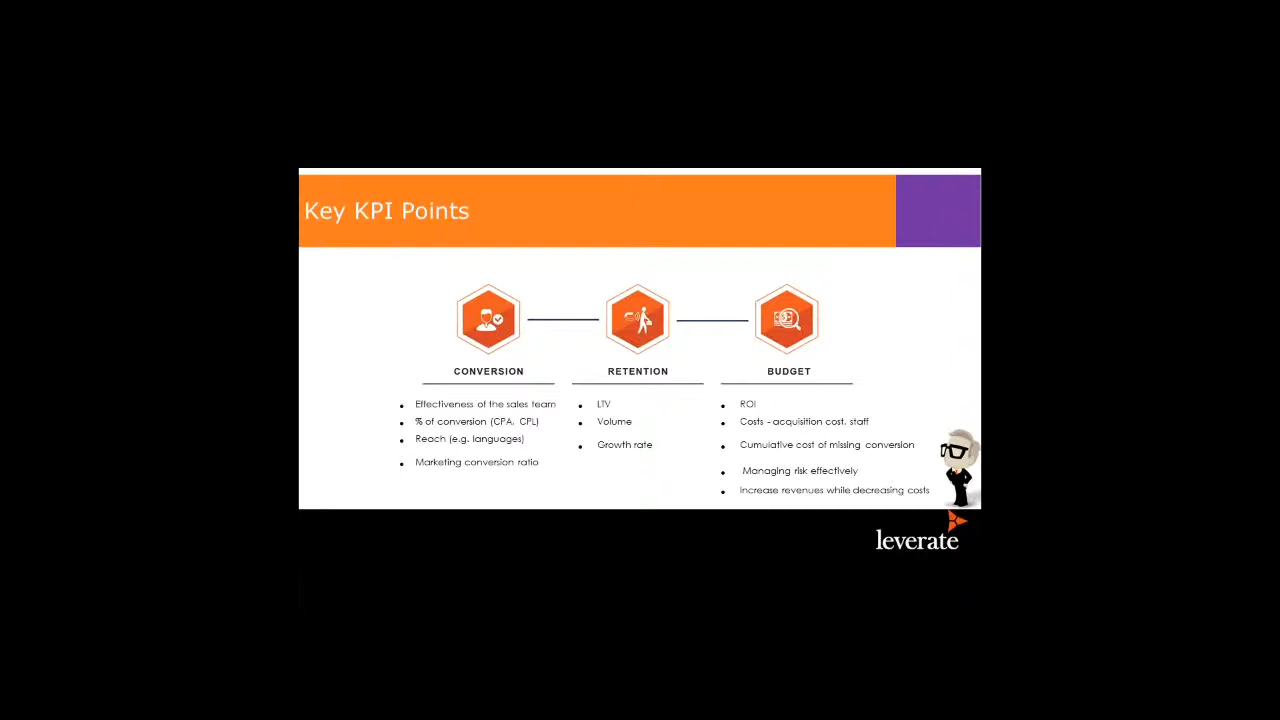 Key KPI Points
CONVERSION
Effectiveness of the sales team
% of conversion (CPA, CPL)
Reach (e.g. languages)
Marketing conversion ratio
RETENTION
LTV
Volume
Growth rate
BUDGET
ROI
Costs - acquisition cost, staff
Cumulative cost of missing conversion
Managing risk effectively
Increase revenues while decreasing costs
leverate